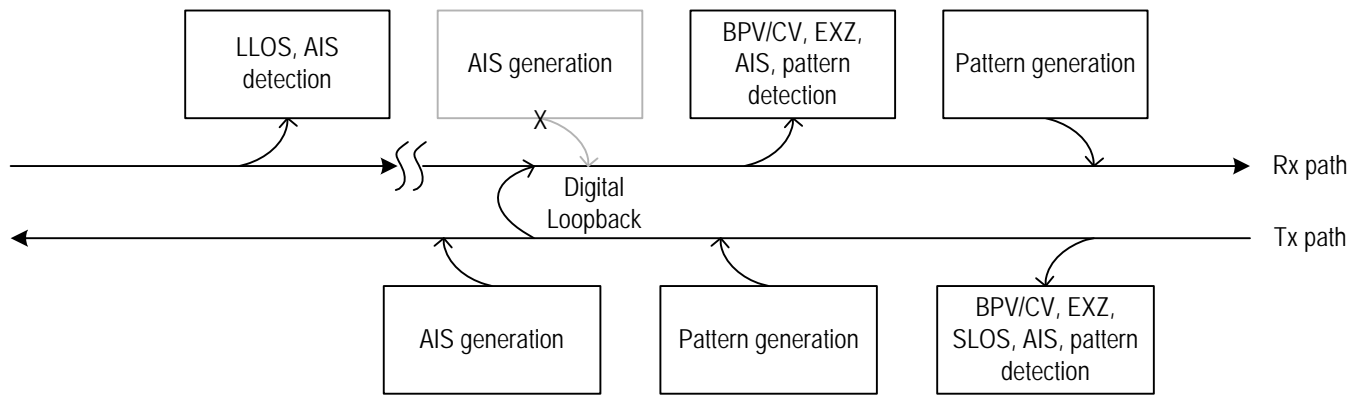 LLOS, AIS
detection
AIS generation
BPV/CV, EXZ,
AIS, pattern
detection
Pattern generation
X
Rx path
Digital
Loopback
Tx path
AIS generation
Pattern generation
BPV/CV, EXZ,
SLOS, AIS, pattern
detection